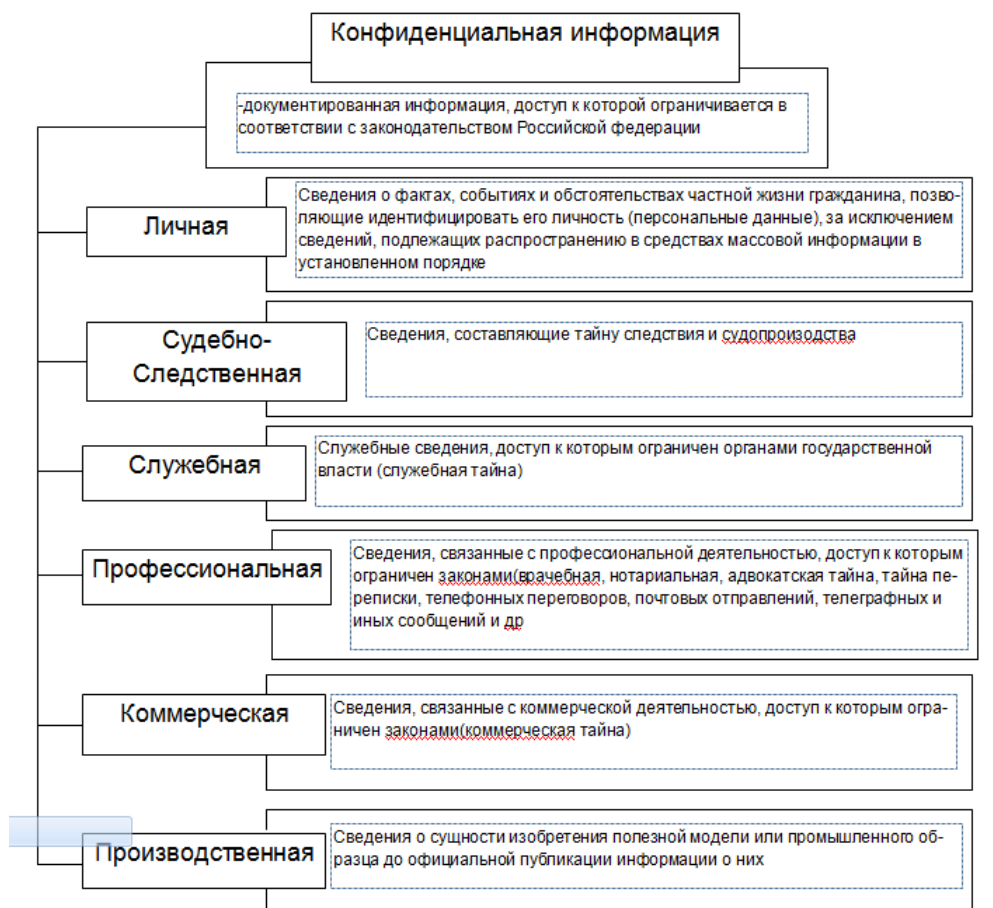 Конфиденциальная информация
-документированная информация, доступ к которой ограничивается в
соответствии с законодательством Российской федерации
Личная
Сведения о фактах, событиях и обстоятельствах частной жизни гражданина, позво-
ляющие идентифицировать его личность (персональные данные), за исключением
сведений, подлежащих распространению в средствах массовой информации в
установленном порядке
Судебно-
Следственная
Сведения, составляющие тайну следствия и судопроизодства
Служебная
Служебные сведения, доступ к которым ограничен органами государственной
власти (служебная тайна)
Профессиональная
Сведения, связанные с профессиональной деятельностью, доступ к которым
ограничен законами(врачебная, нотариальная, адвокатская тайна, тайна пе-
реписки, телефонных переговоров, почтовых отправлений, телеграфных и
иных сообщений и др
Коммерческая
Сведения, связанные с коммерческой деятельностью, доступ к которым огра-
ничен законами(коммерческая тайна)
Производственная
Сведения о сущности изобретения полезной модели или промышленного об-
разца до официальной публикации информации о них